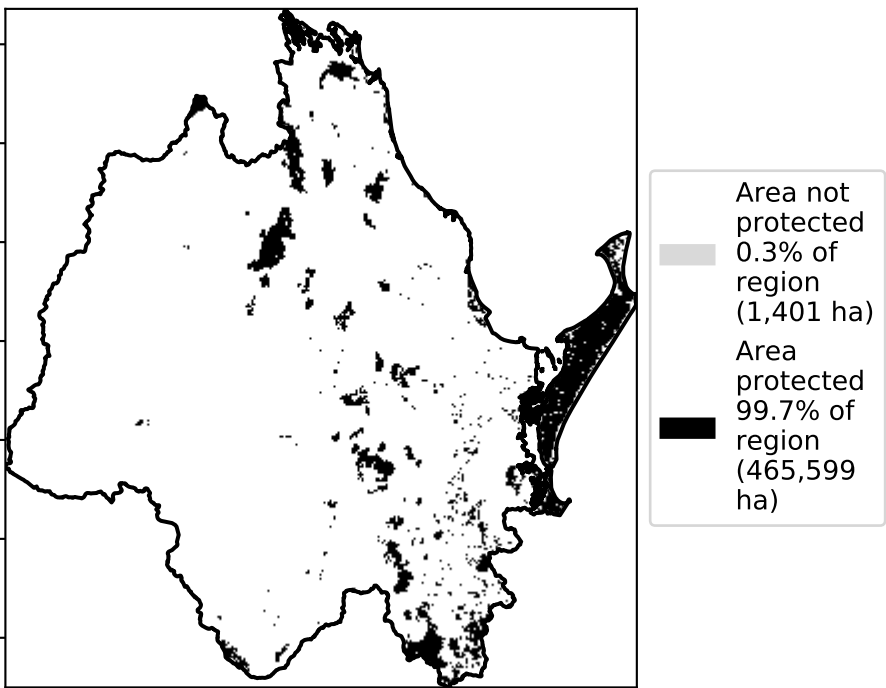 Area not
protected
0.3% of
region
(1,401 ha)
Area
protected
99.7% of
region
(465,599
ha)